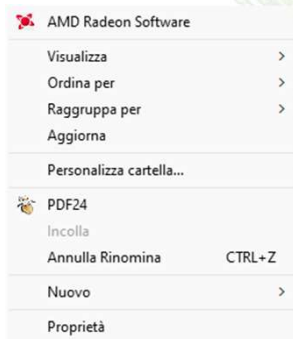 AMD Radeon Software
Visualizza >
Ordina per >
Raggruppa per >
Aggiorna
Personalizza cartella...
PDF24
Incolla
Annulla Rinomina CTRL+Z
Nuovo >
Proprietà